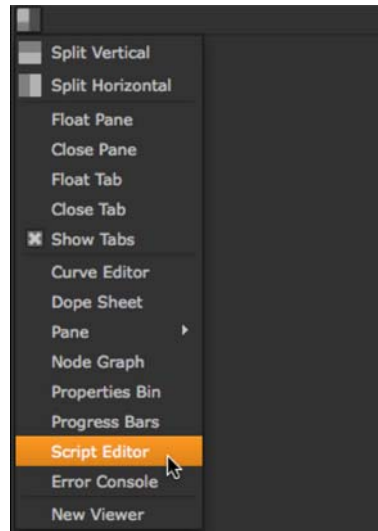 Split Vertical
Split Horizontal
Float Pane
Close Pane
Float Tab
Close Tab
Show Tabs
Curve Editor
Dope Sheet
Pane
Node Graph
Properties Bin
Progress Bars
Script Editor
Error Console
New Viewer